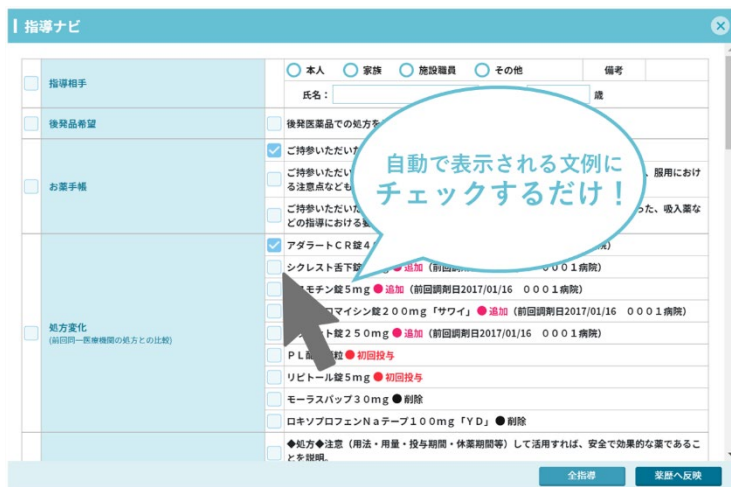 指導ナビ
指導相手
本人 家族 施設職員 その他 備考
氏名： 歳
後発品希望
後発医薬品での処方を
お薬手帳
ご持参いただいた
ご持参いただい 、服用におけ
る注意点なども
ご持参いただいた った、吸入薬な
どの指導における
自動で表示される文例に
チェックするだけ！
処方変化
(前回同一医療機関の処方との比較)
アダラートＣＲ錠４
シクレスト舌下錠 mg ●追加（前回調剤 ０００１病院）
モチン錠５mg ●追加（前回調剤日2017/01/16 ０００１病院）
ロマイシン錠２００mg「サワイ」●追加（前回調剤日2017/01/16 ０００１病院）
ト錠２５０mg ●追加（前回調剤日2017/01/16 ０００１病院）
ＰＬ 粒 ●初回投与
リピトール錠５mg ●初回投与
モーラスパップ３０mg ●削除
ロキソプロフェンＮaテープ１００mg「ＹＤ」●削除
◆処方◆注意（用法・用量・投与期間・休薬期間等）して活用すれば、安全で効果的な薬であるこ
とを説明。
全指導 薬歴へ反映